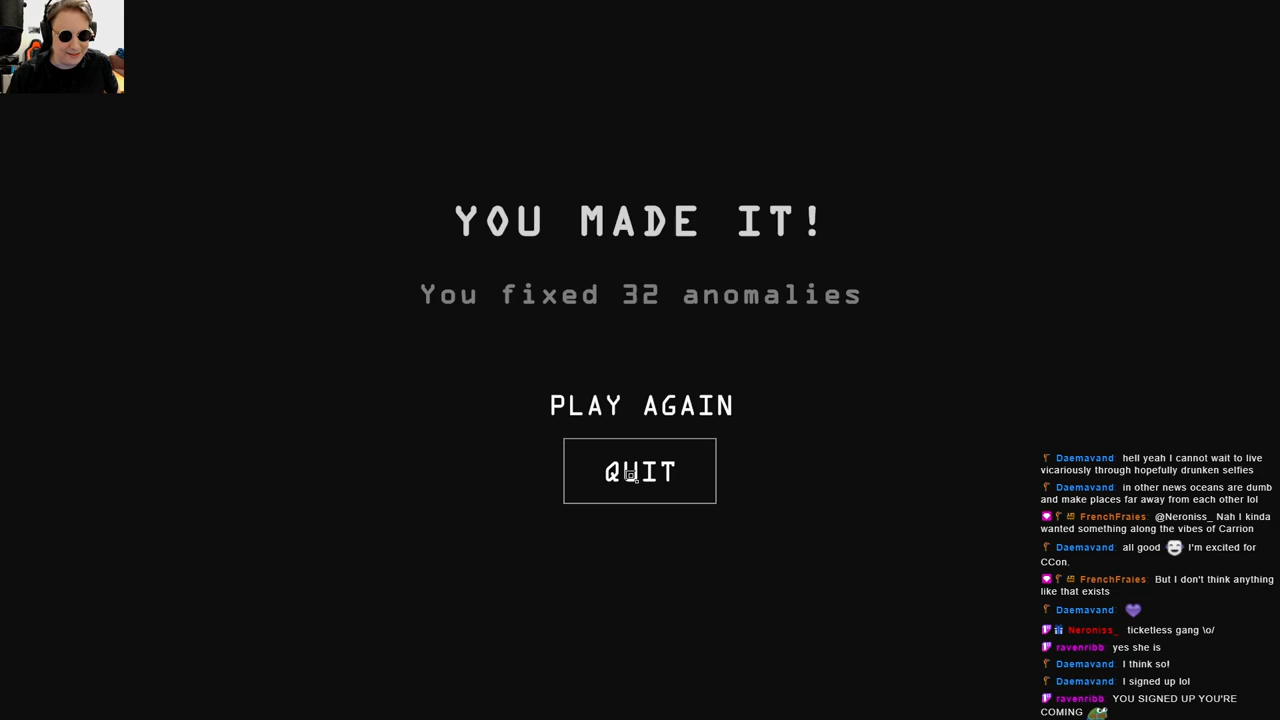 YOU MADE IT!
You fixed 32 anomalies
PLAY AGAIN
QUIT
Daemavand: hell yeah I cannot wait to live
vicariously through hopefully drunken selfies
Daemavand: in other news oceans are dumb
and make places far away from each other lol
FrenchFraies: @Neroniss_ Nah I kinda
wanted something along the vibes of Carrion
Daemavand: all good I'm excited for
CCon.
FrenchFraies: But I don't think anything
like that exists
Daemavand:
Neroniss_: ticketless gang \o/
ravenribb: yes she is
Daemavand: I think so!
Daemavand: I signed up lol
ravenribb: YOU SIGNED UP YOU'RE
COMING